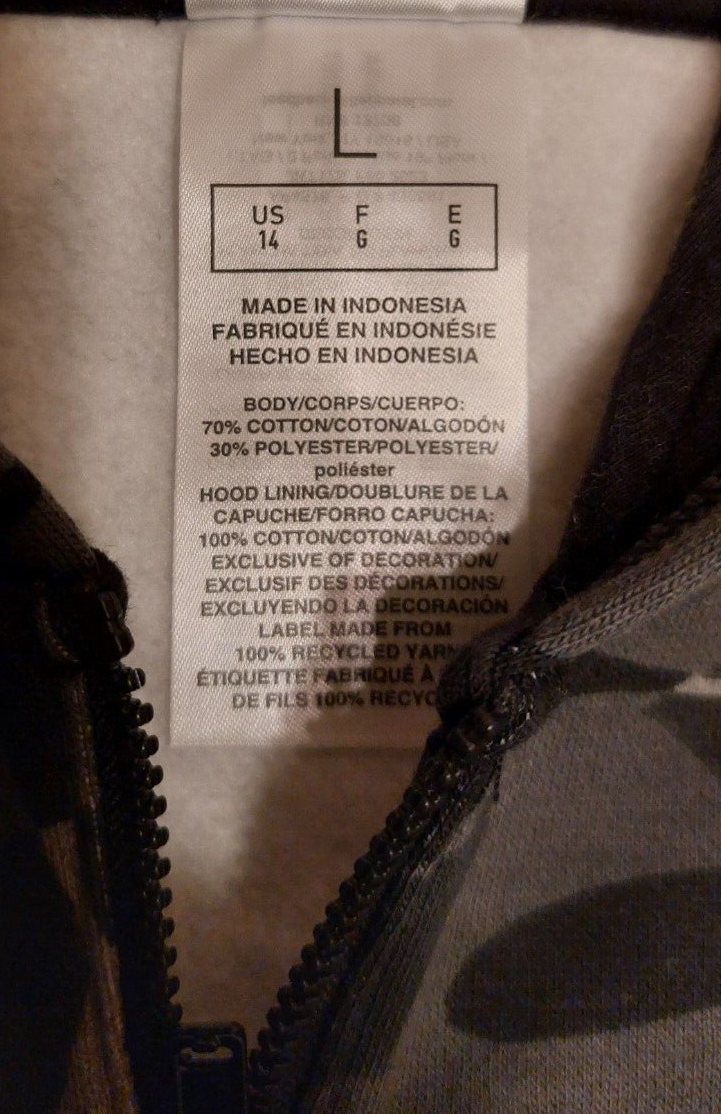 L
US F E
14 G G
MADE IN INDONESIA
FABRIQUÉ EN INDONÉSIE
HECHO EN INDONESIA
BODY/CORPS/CUERPO:
70% COTTON/COTON/ALGODÓN
30% POLYESTER/POLYESTER/
poliéster
HOOD LINING/DOUBLURE DE LA
CAPUCHE/FORRO CAPUCHA:
100% COTTON/COTON/ALGODÓN
EXCLUSIVE OF DECORATION/
EXCLUSIF DES DÉCORATIONS/
EXCLUYENDO LA DECORACIÓN
LABEL MADE FROM
100% RECYCLED YARN
ÉTIQUETTE FABRIQUÉ À
DE FILS 100% RECYC